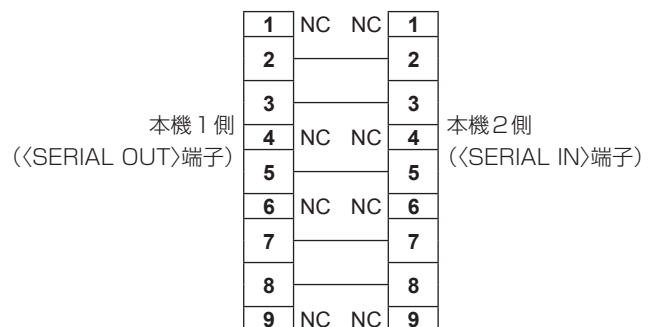 1 NC NC 1
2 2
3 3
本機1側 本機2側
4 NC NC 4
(〈SERIAL OUT〉端子) (〈SERIAL IN〉端子)
5 5
6 NC NC 6
7 7
8 8
9 NC NC 9